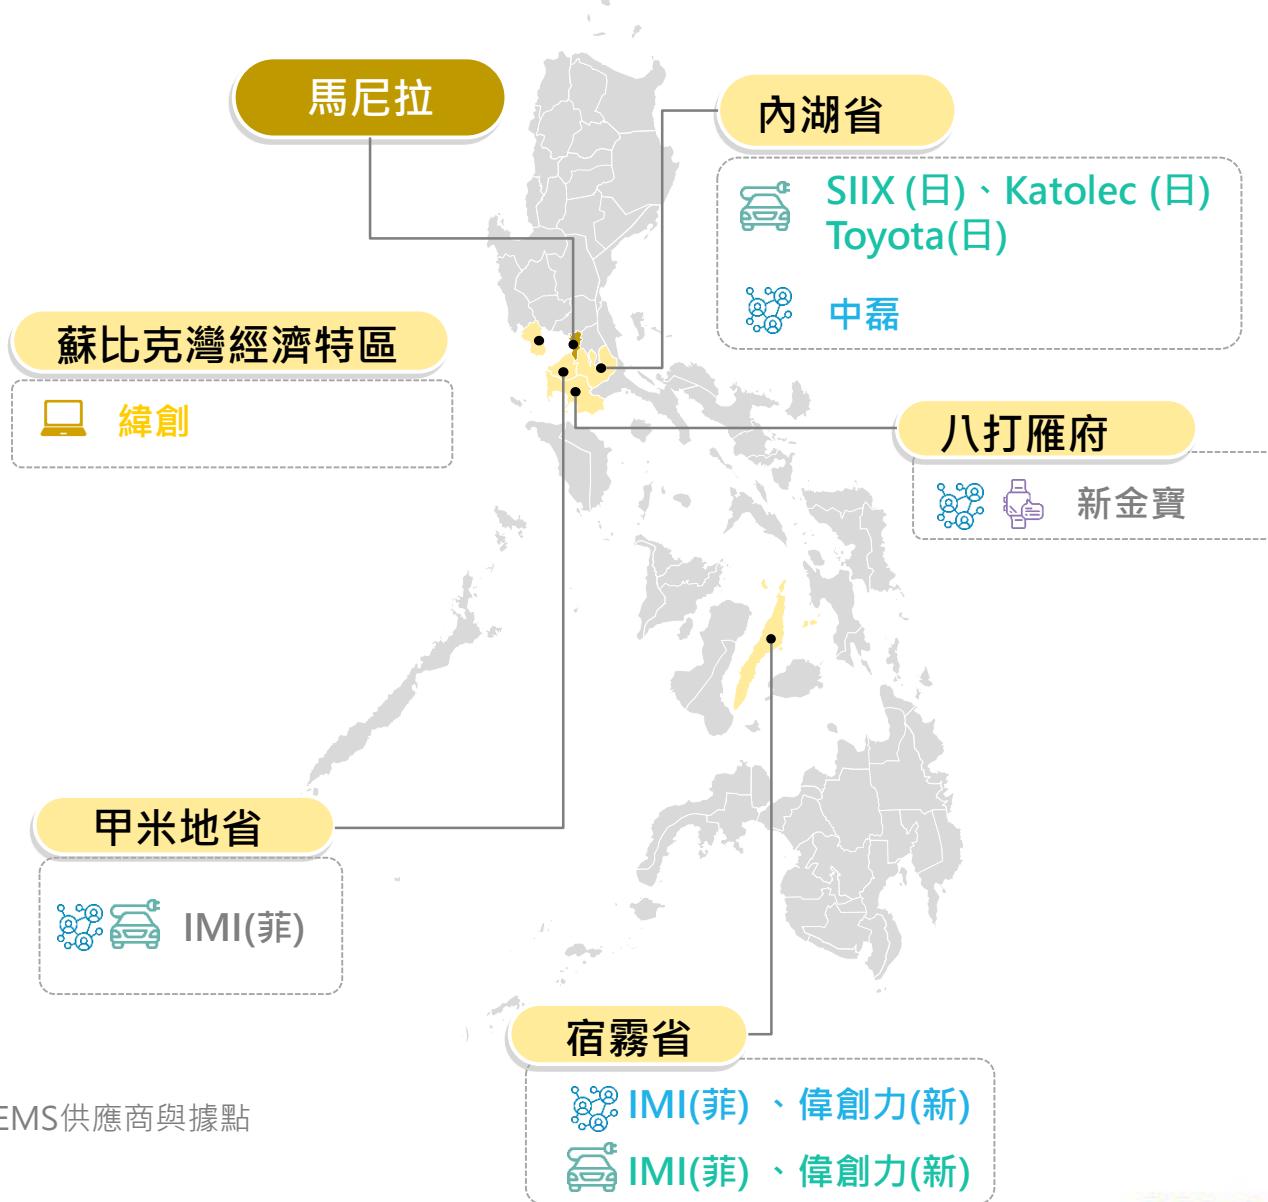 馬尼拉
內湖省
SIIX (日)、Katolec (日)
Toyota(日)
中磊
蘇比克灣經濟特區
緯創
八打雁府
新金寶
甲米地省
IMI(菲)
宿霧省
IMI(菲) 、偉創力(新)
IMI(菲) 、偉創力(新)
EMS供應商與據點